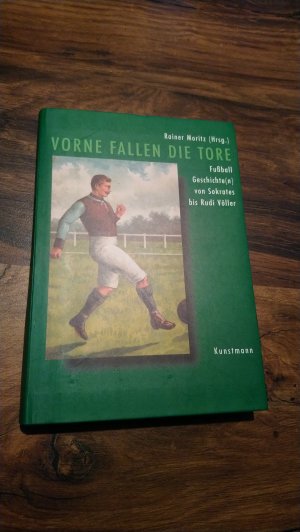 Rainer Moritz (Hrsg.)
VORNE FALLEN DIE TORE
Fußball
Geschichte(n)
von Sokrates
bis Rudi Völler
Kunstmann